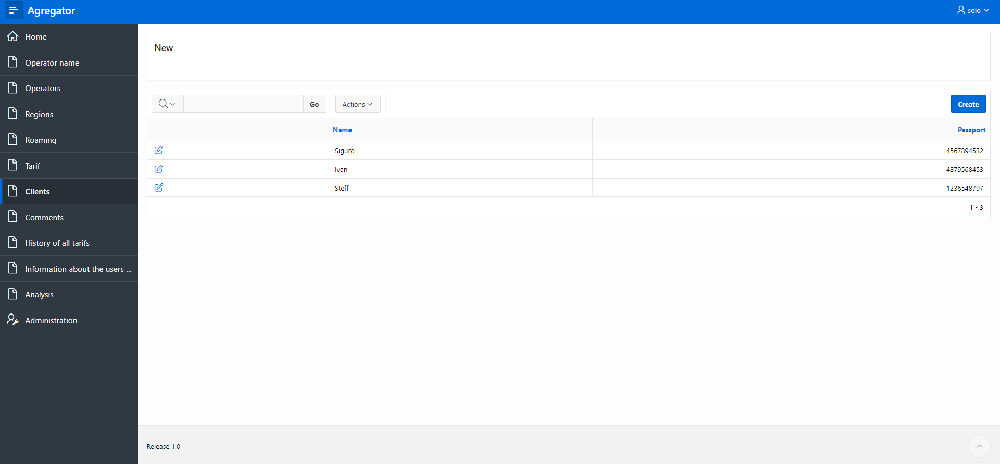 Agregator
solo
Home
Operator name
Operators
Regions
Roaming
Tarif
Clients
Comments
History of all tarifs
Information about the users ...
Analysis
Administration
New
Go
Actions
Create
Name Passport
Sigurd 4567894532
Ivan 4879568453
Steff 1236548797
1 - 3
Release 1.0